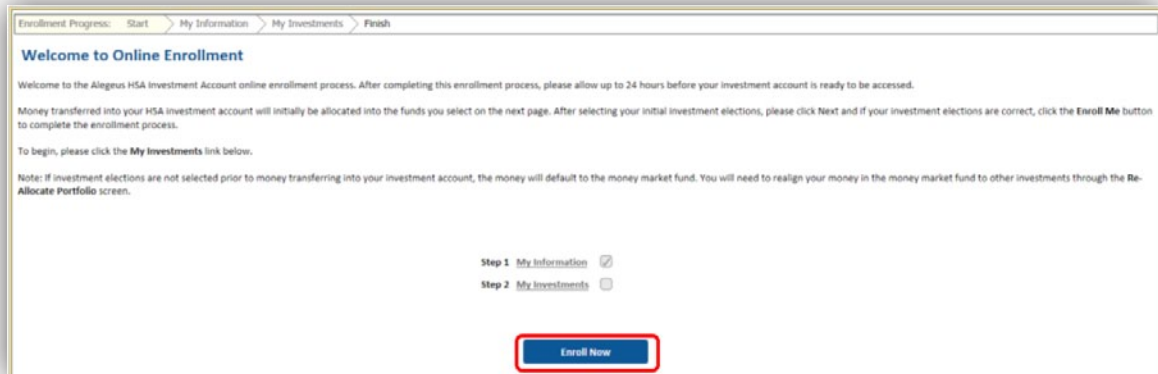 Enrollment Progress: Start My Information My Investments Finish
Welcome to Online Enrollment
Welcome to the Alegeus HSA Investment Account online enrollment process. After completing this enrollment process, please allow up to 24 hours before your investment account is ready to be accessed.
Money transferred into your HSA investment account will initially be allocated into the funds you select on the next page. After selecting your initial investment elections, please click Next and if your investment elections are correct, click the Enroll Me button
to complete the enrollment process.
To begin, please click the My Investments link below.
Note: If investment elections are not selected prior to money transferring into your investment account, the money will default to the money market fund. You will need to realign your money in the money market fund to other investments through the Re-
Allocate Portfolio screen.
Step 1 My Information
Step 2 My Investments
Enroll Now